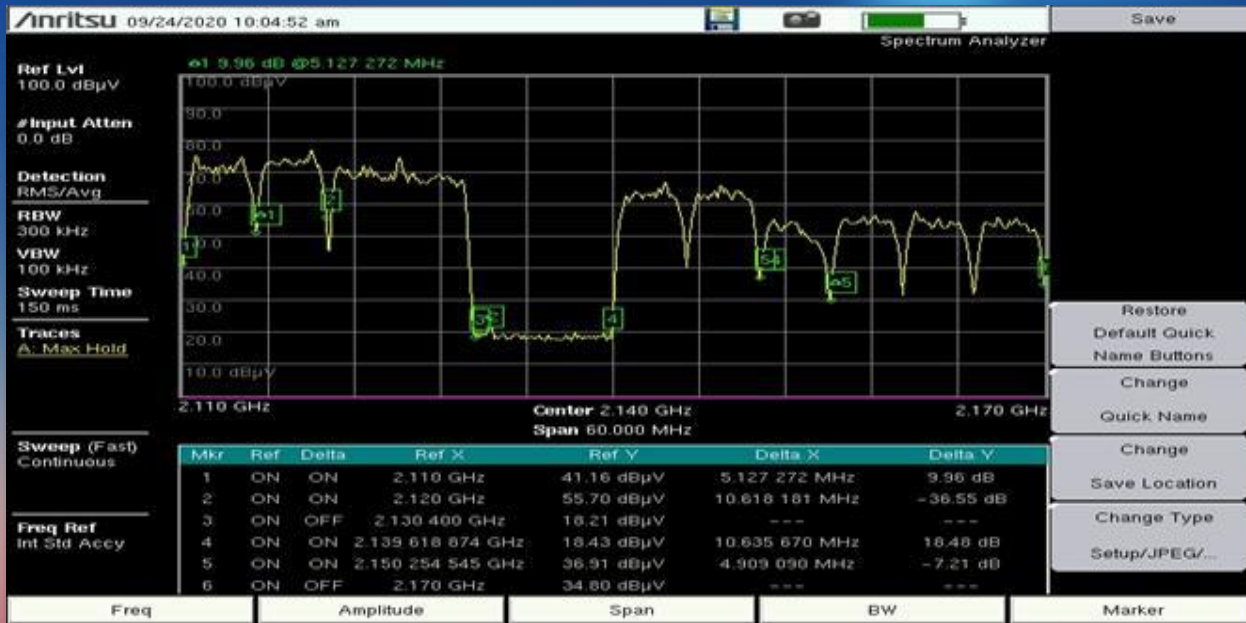 Anritsu 09/24/2020 10:04:52 am
Save
Spectrum Analyzer
Ref Lvl
100.0 dBµV
#Input Atten
0.0 dB
Detection
RMS/Avg
RBW
300 kHz
VBW
100 kHz
Sweep Time
150 ms
Traces
A: Max Hold
Sweep (Fast)
Continuous
Freq Ref
Int Std Accy
1 9.96 dB @5.127 272 MHz
100.0 dBµV
90.0
80.0
70.0
60.0
50.0
40.0
30.0
20.0
10.0 dBµV
1
1
2
3
2
4
5 4
5
2.110 GHz Center 2.140 GHz 2.170 GHz
Span 60.000 MHz
Mkr Ref Delta Ref X Ref Y Delta X Delta Y
1 ON ON 2.110 GHz 41.16 dBµV 5.127 272 MHz 9.96 dB
2 ON ON 2.120 GHz 55.70 dBµV 10.618 181 MHz -36.55 dB
3 ON OFF 2.130 400 GHz 18.21 dBµV --- ---
4 ON ON 2.139 618 874 GHz 18.43 dBµV 10.635 670 MHz 18.48 dB
5 ON ON 2.150 254 545 GHz 36.91 dBµV 4.909 090 MHz -7.21 dB
6 ON OFF 2.170 GHz 34.80 dBµV --- ---
Restore
Default Quick
Name Buttons
Change
Quick Name
Change
Save Location
Change Type
Setup/JPEG/...
Freq Amplitude Span BW Marker